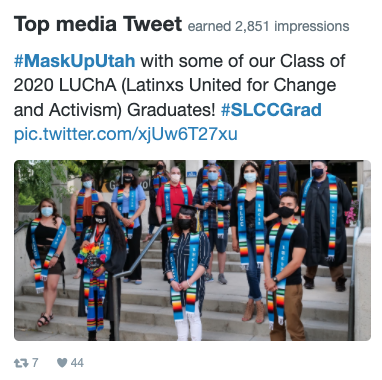 Top media Tweet earned 2,851 impressions
#MaskUpUtah with some of our Class of
2020 LUChA (Latinxs United for Change
and Activism) Graduates! #SLCCGrad
pic.twitter.com/xjUw6T27xu
SLCC
7 44